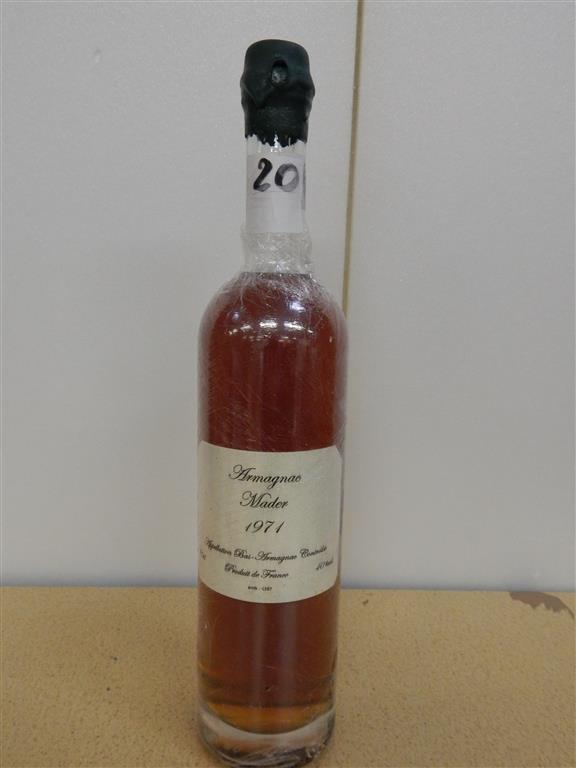 20
Armagnac
Mader
1971
Appellation Bas-Armagnac Contrôlée
Produit de France